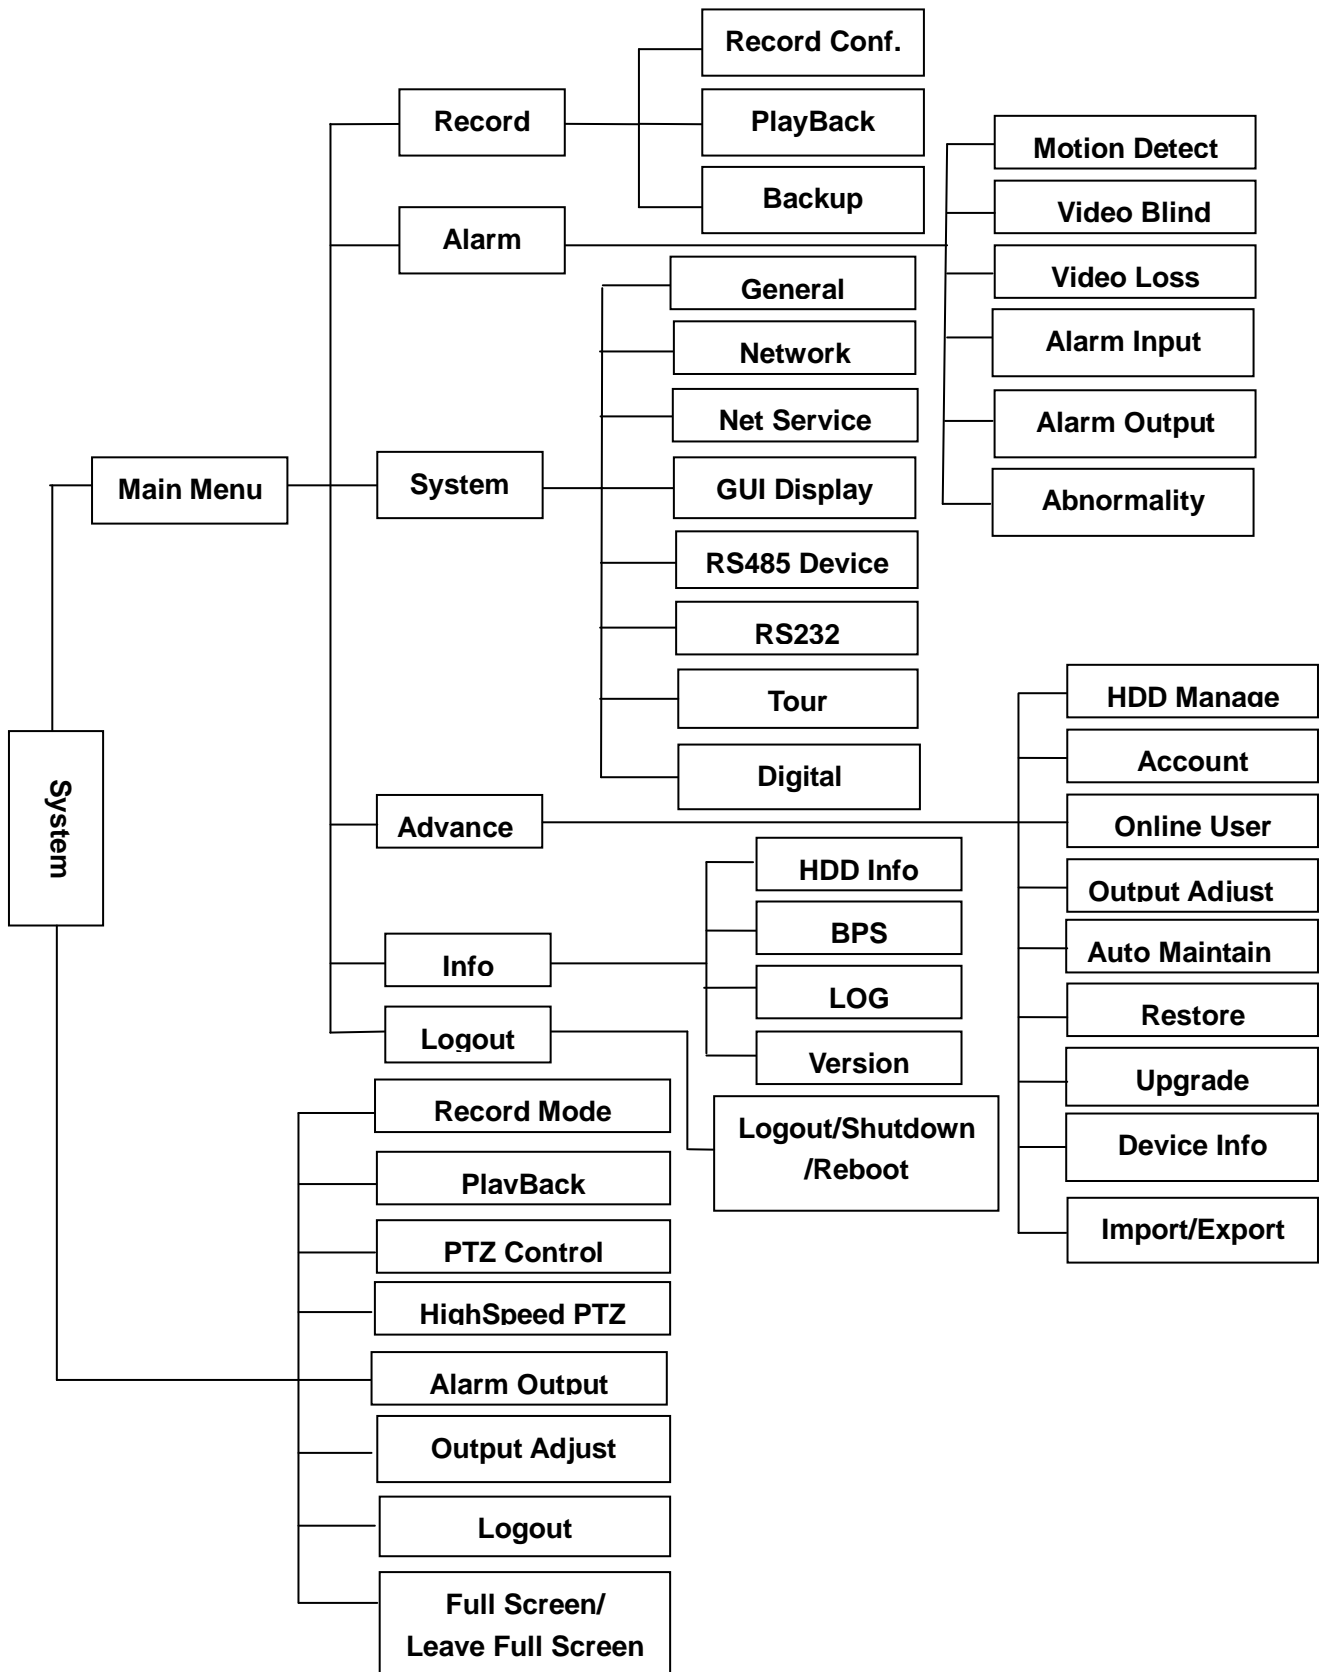 Record Conf.
Record
PlayBack
Backup
Alarm
Motion Detect
Video Blind
Video Loss
Alarm Input
Alarm Output
Abnormality
General
Network
Net Service
Main Menu
System
GUI Display
RS485 Device
RS232
Tour
Digital
System
Advance
HDD Manage
Account
Online User
Output Adjust
Auto Maintain
Restore
Upgrade
Device Info
Import/Export
Info
HDD Info
BPS
LOG
Version
Logout
Logout/Shutdown
/Reboot
Record Mode
PlayBack
PTZ Control
HighSpeed PTZ
Alarm Output
Output Adjust
Logout
Full Screen/
Leave Full Screen